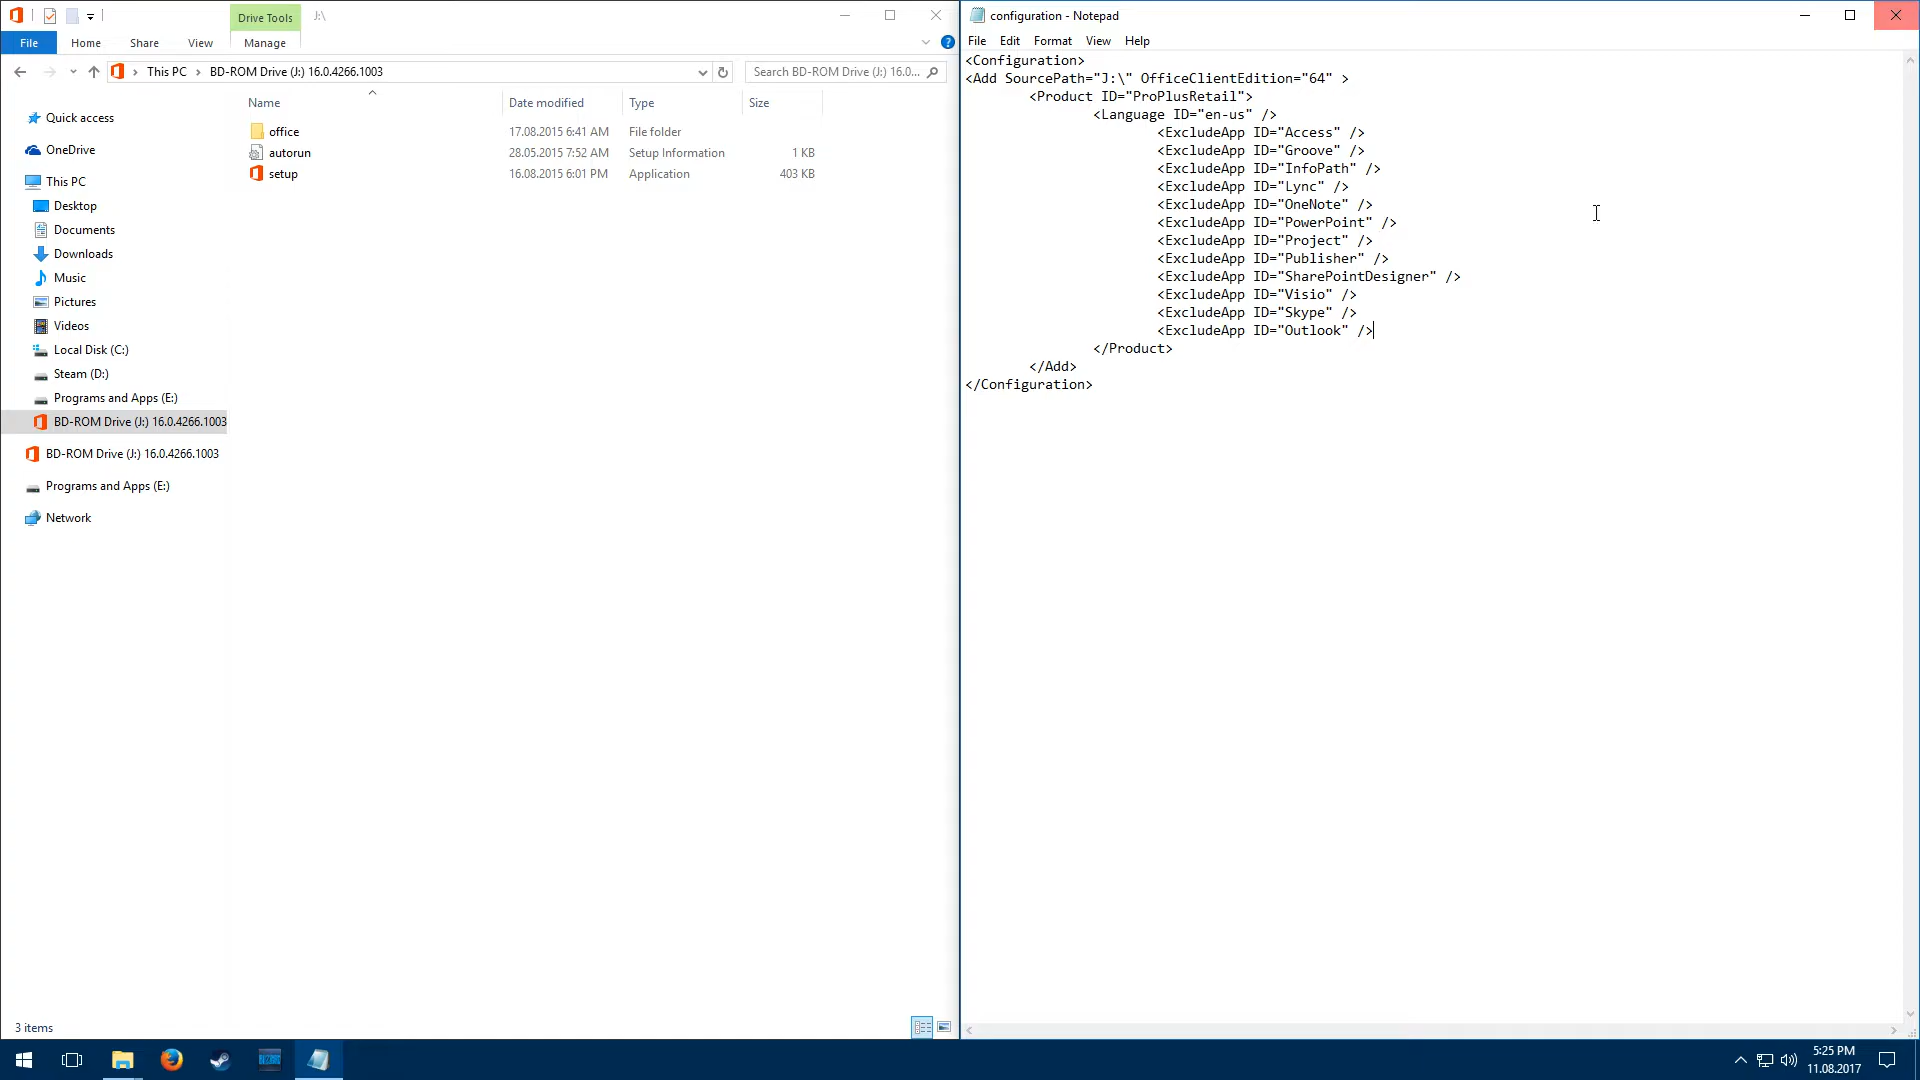 Drive Tools
J:\
File
Home
Share
View
Manage
This PC
BD-ROM Drive (J:) 16.0.4266.1003
Search BD-ROM Drive (J:) 16.0...
Name
Date modified
Type
Size
office
17.08.2015 6:41 AM
File folder
autorun
28.05.2015 7:52 AM
Setup Information
1 KB
setup
16.08.2015 6:01 PM
Application
403 KB
Quick access
OneDrive
This PC
Desktop
Documents
Downloads
Music
Pictures
Videos
Local Disk (C:)
Steam (D:)
Programs and Apps (E:)
BD-ROM Drive (J:) 16.0.4266.1003
BD-ROM Drive (J:) 16.0.4266.1003
Programs and Apps (E:)
Network
3 items
configuration - Notepad
File
Edit
Format
View
Help
<Configuration>
<Add SourcePath="J:\" OfficeClientEdition="64" >
<Product ID="ProPlusRetail">
<Language ID="en-us" />
<ExcludeApp ID="Access" />
<ExcludeApp ID="Groove" />
<ExcludeApp ID="InfoPath" />
<ExcludeApp ID="Lync" />
<ExcludeApp ID="OneNote" />
<ExcludeApp ID="PowerPoint" />
<ExcludeApp ID="Project" />
<ExcludeApp ID="Publisher" />
<ExcludeApp ID="SharePointDesigner" />
<ExcludeApp ID="Visio" />
<ExcludeApp ID="Skype" />
<ExcludeApp ID="Outlook" />
</Product>
</Add>
</Configuration>
5:25 PM
11.08.2017